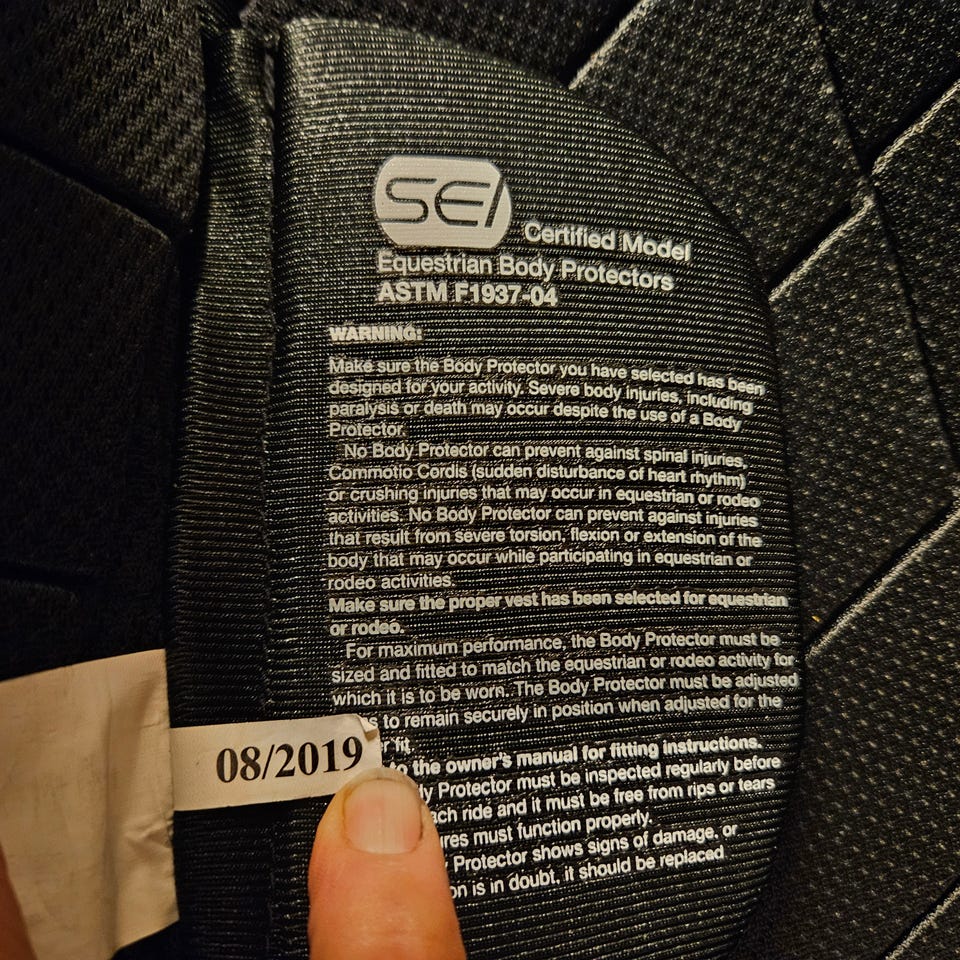 SEI
Certified Model
Equestrian Body Protectors
ASTM F1937-04
WARNING:
Make sure the Body Protector you have selected has been
designed for your activity. Severe body injuries, including
paralysis or death may occur despite the use of a Body
Protector.
No Body Protector can prevent against spinal injuries,
Commotio Cordis (sudden disturbance of heart rhythm)
or crushing injuries that may occur in equestrian or rodeo
activities. No Body Protector can prevent against injuries
that result from severe torsion, flexion or extension of the
body that may occur while participating in equestrian or
rodeo activities.
Make sure the proper vest has been selected for equestrian
or rodeo.
For maximum performance, the Body Protector must be
sized and fitted to match the equestrian or rodeo activity for
which it is to be worn. The Body Protector must be adjusted
to remain securely in position when adjusted for the
fit.
the owner's manual for fitting instructions.
Protector must be inspected regularly before
ride and it must be free from rips or tears
must function properly.
Protector shows signs of damage, or
is in doubt, it should be replaced
08/2019